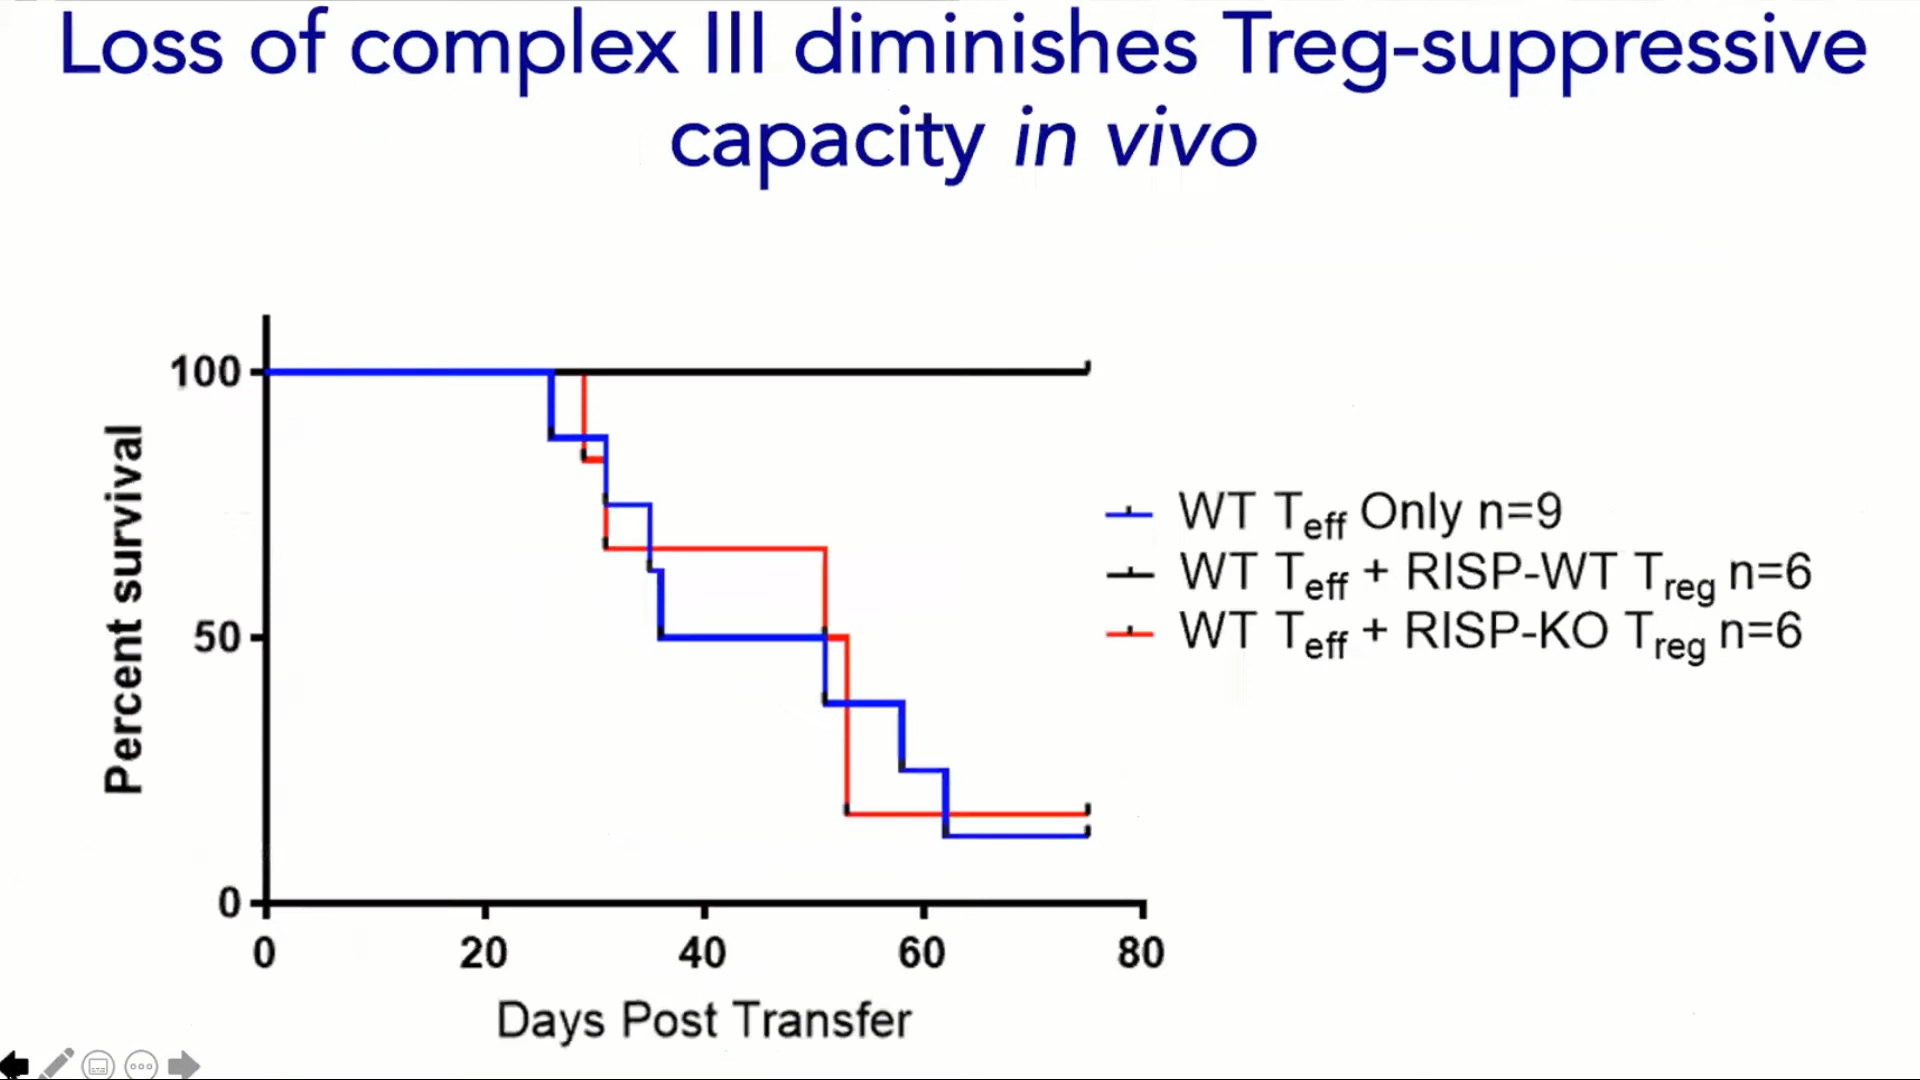 Loss of complex III diminishes Treg-suppressive
capacity in vivo
100
50
0
Percent survival
0 20 40 60 80
Days Post Transfer
WT Teff Only n=9
WT Teff + RISP-WT Treg n=6
WT Teff + RISP-KO Treg n=6